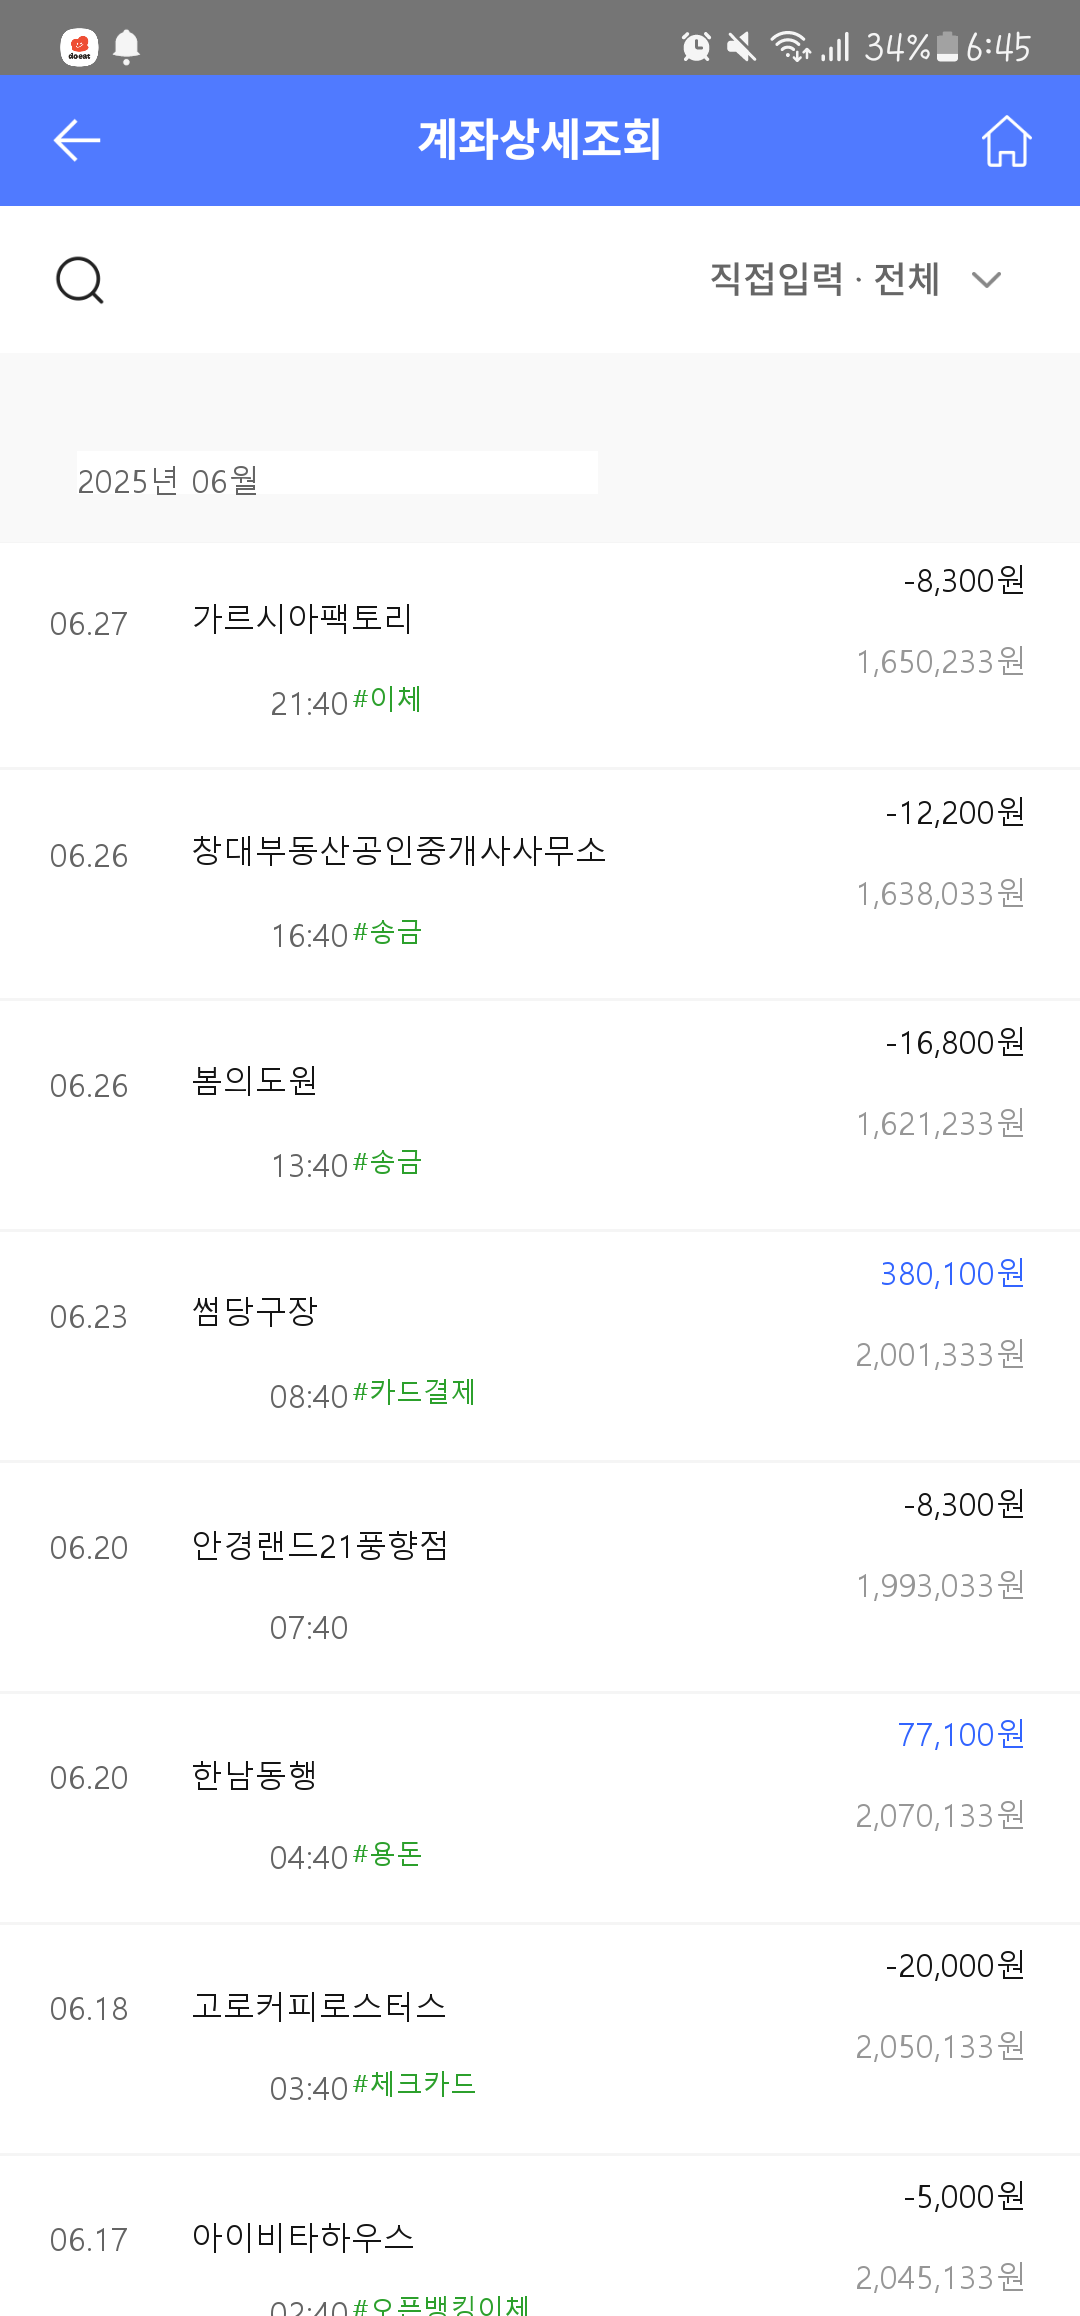 doeat 34% 6:45
계좌상세조회
직접입력 · 전체
2025년 06월
-8,300원
06.27 가르시아팩토리
1,650,233원
21:40 #이체
-12,200원
06.26 창대부동산공인중개사사무소
1,638,033원
16:40 #송금
-16,800원
06.26 봄의도원
1,621,233원
13:40 #송금
380,100원
06.23 썸당구장
2,001,333원
08:40 #카드결제
-8,300원
06.20 안경랜드21풍향점
1,993,033원
07:40
77,100원
06.20 한남동행
2,070,133원
04:40 #용돈
-20,000원
06.18 고로커피로스터스
2,050,133원
03:40 #체크카드
-5,000원
06.17 아이비타하우스
2,045,133원
02:40 #오픈뱅킹이체